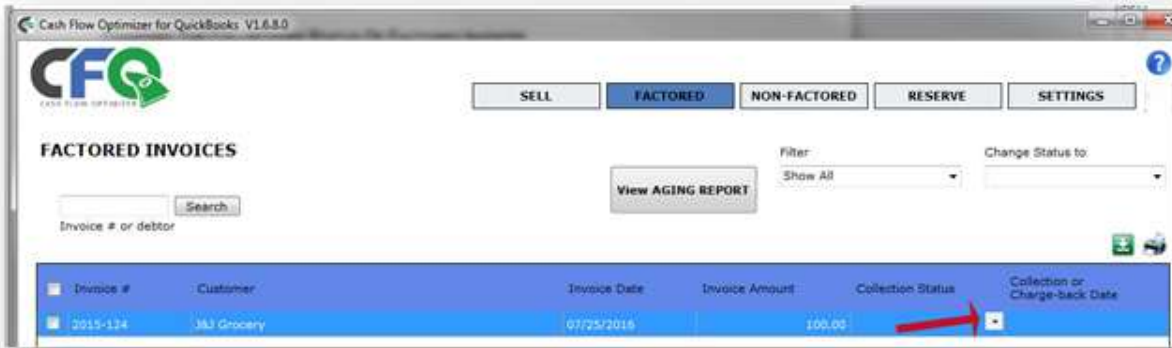 Cash Flow Optimizer for QuickBooks V1.6.8.0
CFO
CASH FLOW OPTIMIZER
SELL
FACTORED
NON-FACTORED
RESERVE
SETTINGS
?
FACTORED INVOICES
Filter
Change Status to
Show All
View AGING REPORT
Search
Invoice # or debtor
Invoice # Customer Invoice Date Invoice Amount Collection Status Collection or
Charge-back Date
2015-124 J&J Grocery 07/25/2016 100.00